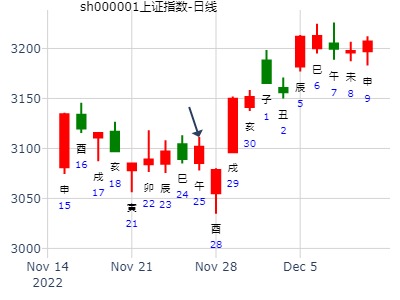 sh000001上证指数-日线
3200
3150
3100
3050
3000
申 酉 戌 亥 寅 卯 辰 巳 午 酉 戌 亥 子 丑 辰 巳 午 未 申
15 16 17 18 21 22 23 24 25 28 29 30 1 2 5 6 7 8 9
Nov 14 Nov 21 Nov 28 Dec 5
2022